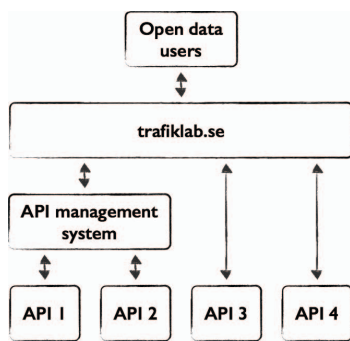 Open data
users
trafiklab.se
API management
system
API 1
API 2
API 3
API 4